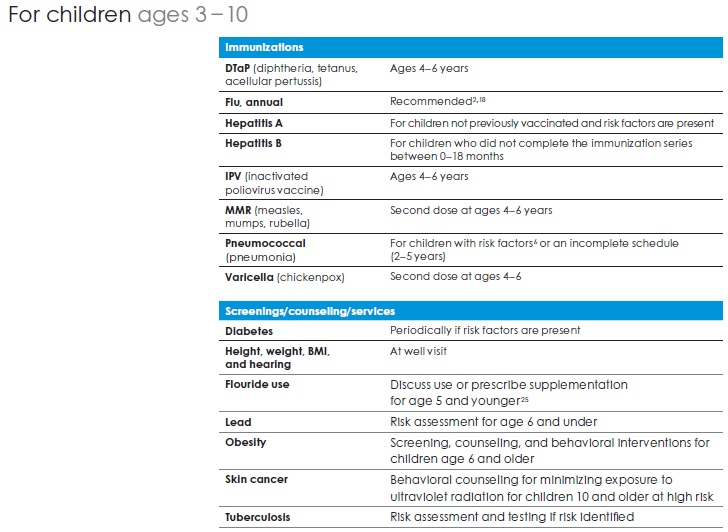 For children ages 3–10
Immunizations
DTaP (diphtheria, tetanus, Ages 4–6 years
acellular pertussis)
Flu, annual Recommended²,¹⁸
Hepatitis A For children not previously vaccinated and risk factors are present
Hepatitis B For children who did not complete the immunization series
between 0–18 months
IPV (inactivated Ages 4–6 years
poliovirus vaccine)
MMR (measles, Second dose at ages 4–6 years
mumps, rubella)
Pneumococcal For children with risk factors⁶ or an incomplete schedule
(pneumonia) (2–5 years)
Varicella (chickenpox) Second dose at ages 4–6
Screenings/counseling/services
Diabetes Periodically if risk factors are present
Height, weight, BMI, At well visit
and hearing
Flouride use Discuss use or prescribe supplementation
for age 5 and younger²⁵
Lead Risk assessment for age 6 and under
Obesity Screening, counseling, and behavioral interventions for
children age 6 and older
Skin cancer Behavioral counseling for minimizing exposure to
ultraviolet radiation for children 10 and older at high risk
Tuberculosis Risk assessment and testing if risk identified